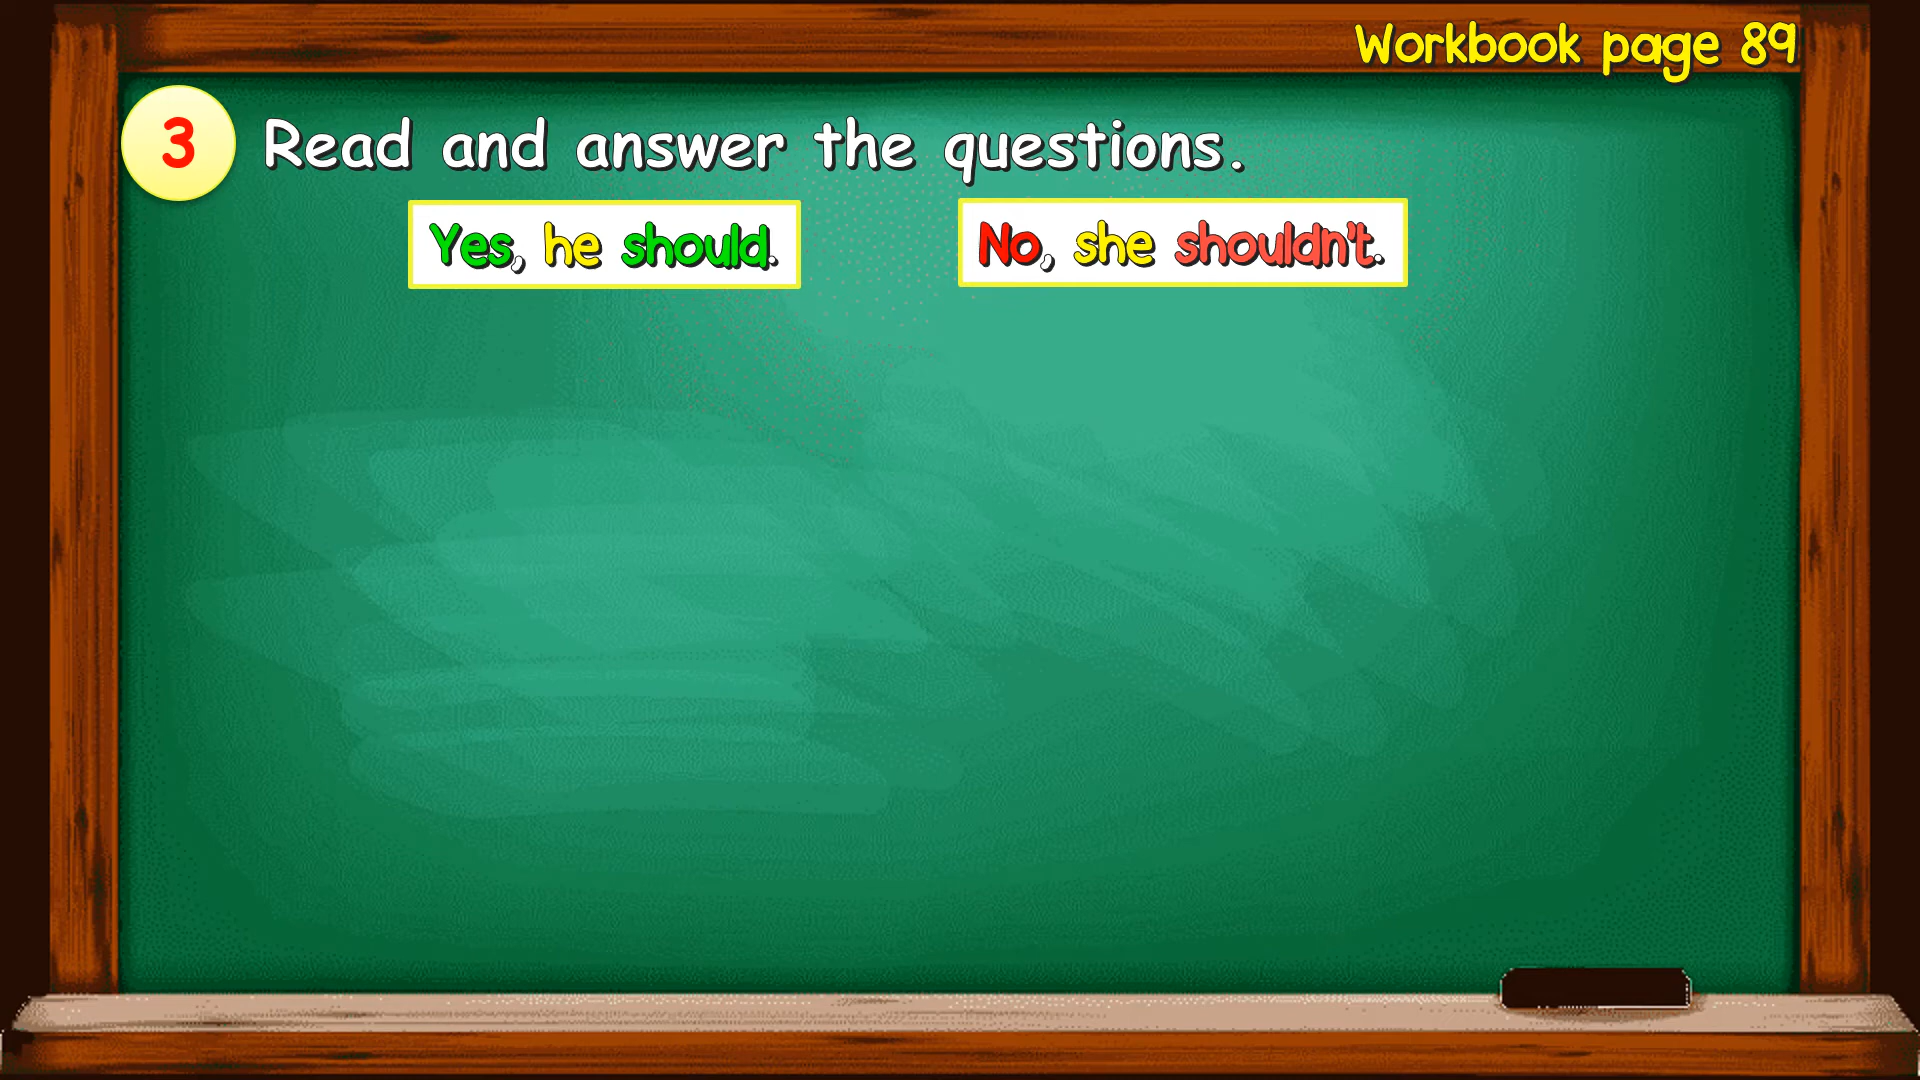 Workbook page 89
3 Read and answer the questions.
Yes, he should. No, she shouldn't.